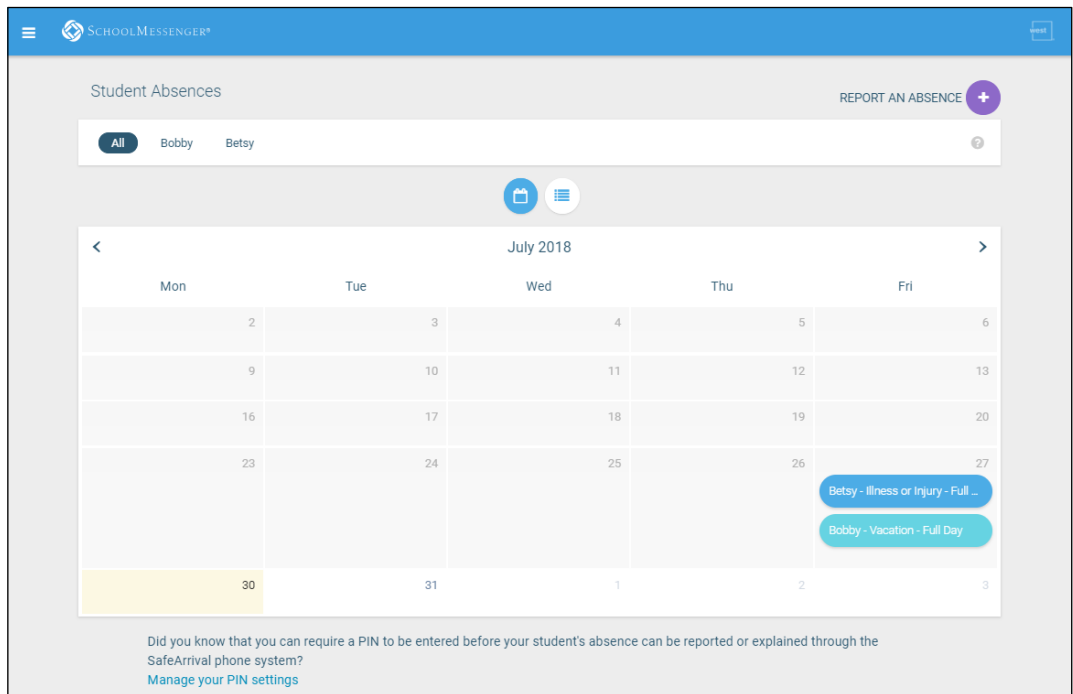 SCHOOLMESSENGER®
west
Student Absences
REPORT AN ABSENCE +
All Bobby Betsy ?
July 2018
Mon Tue Wed Thu Fri
2 3 4 5 6
9 10 11 12 13
16 17 18 19 20
23 24 25 26 27
Betsy - Illness or Injury - Full ...
Bobby - Vacation - Full Day
30 31 1 2 3
Did you know that you can require a PIN to be entered before your student's absence can be reported or explained through the
SafeArrival phone system?
Manage your PIN settings